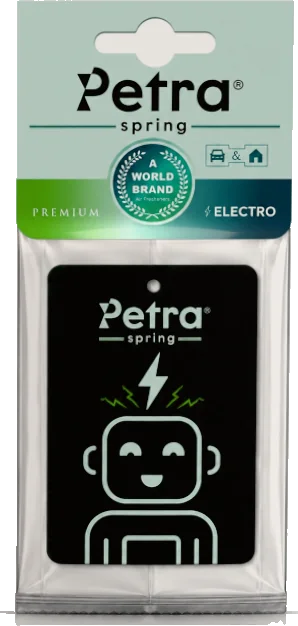 Petra®
spring
A
WORLD
BRAND
Air Fresheners
&
PREMIUM
ELECTRO
Petra®
spring